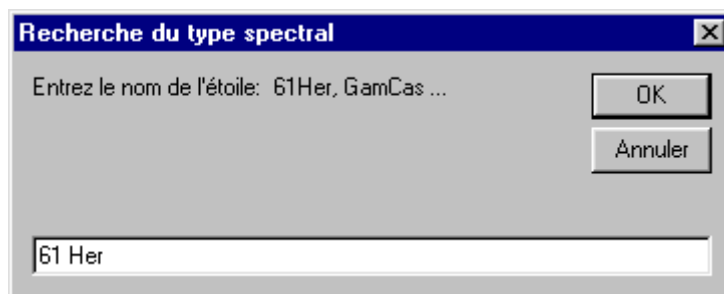 Recherche du type spectral
Entrez le nom de l'étoile:  61Her, GamCas ...
OK
Annuler
61 Her